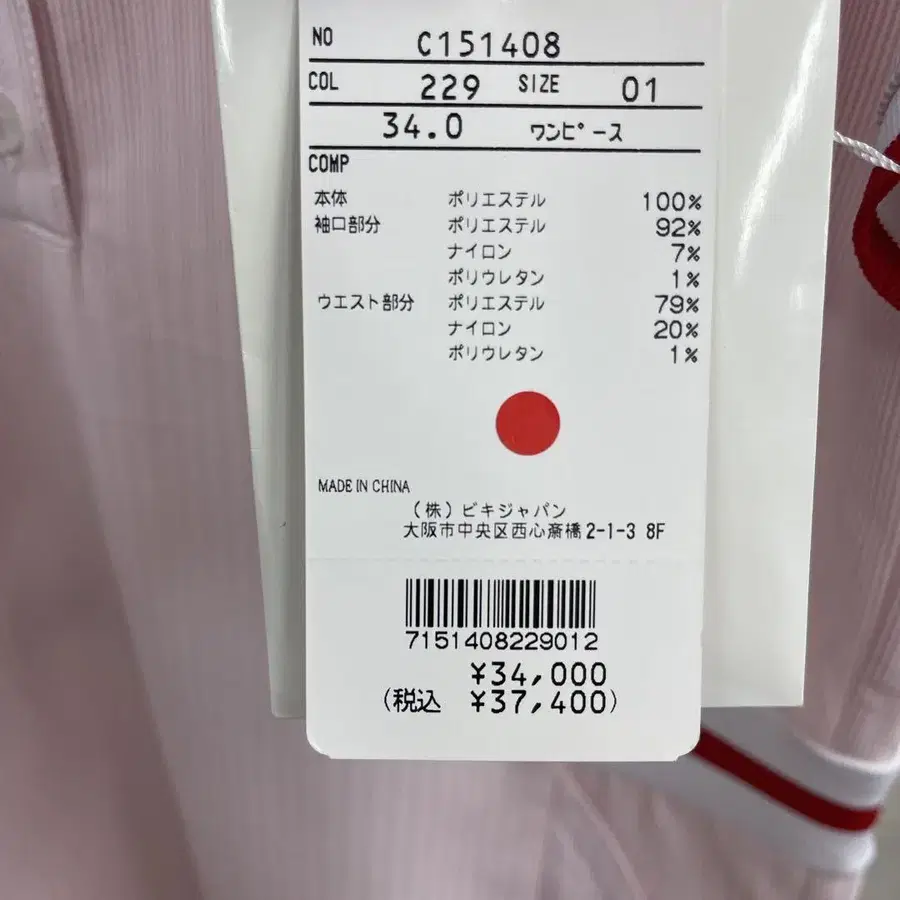 NO C151408
COL 229 SIZE 01
34.0 ワンピース
COMP
本体 ポリエステル 100%
袖口部分 ポリエステル 92%
ナイロン 7%
ポリウレタン 1%
ウエスト部分 ポリエステル 79%
ナイロン 20%
ポリウレタン 1%
MADE IN CHINA
(株)ビキジャパン
大阪市中央区西心斎橋2-1-3 8F
7151408229012
¥34,000
(税込 ¥37,400)